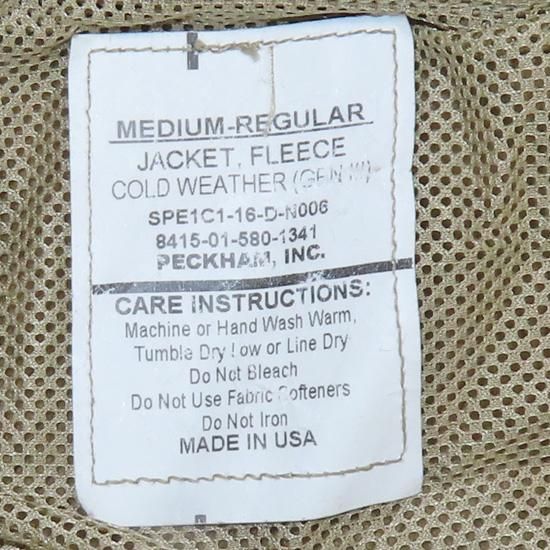 MEDIUM-REGULAR
JACKET, FLEECE
COLD WEATHER (GEN III)
SPE1C1-16-D-N006
8415-01-580-1341
PECKHAM, INC.
CARE INSTRUCTIONS:
Machine or Hand Wash Warm,
Tumble Dry Low or Line Dry
Do Not Bleach
Do Not Use Fabric Softeners
Do Not Iron
MADE IN USA